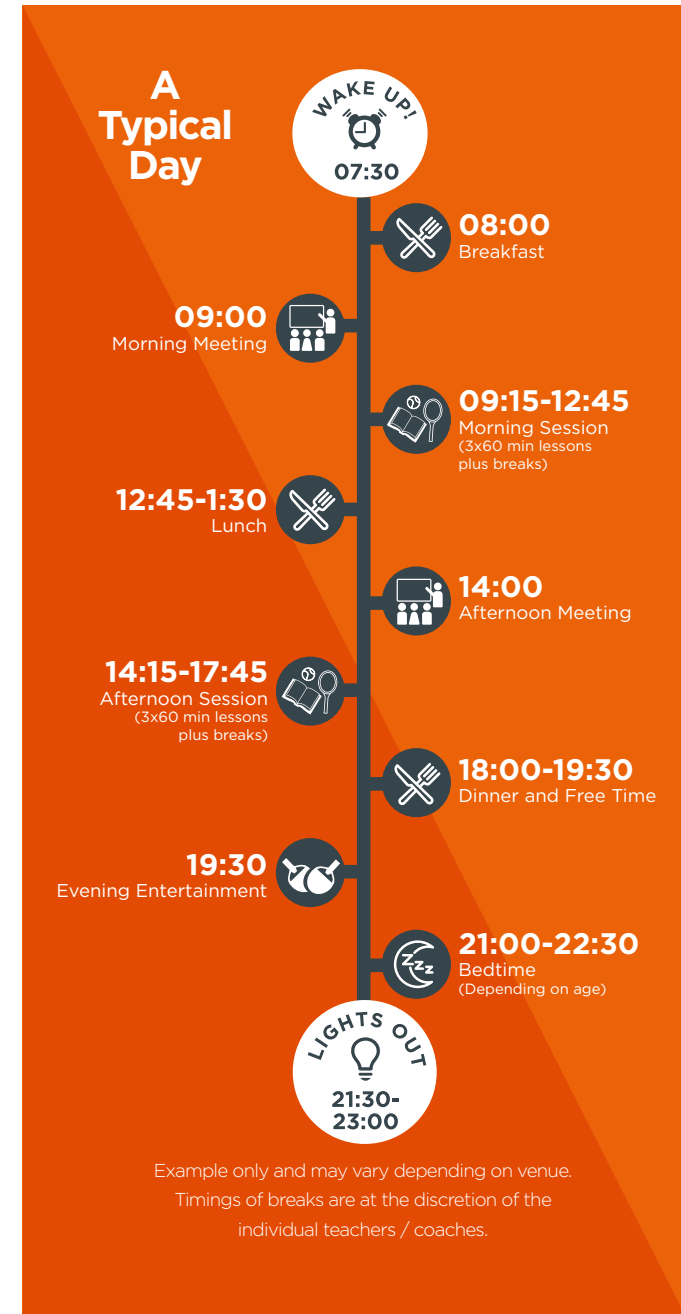 A
Typical
Day
WAKE UP!
07:30
08:00
Breakfast
09:00
Morning Meeting
09:15-12:45
Morning Session
(3x60 min lessons
plus breaks)
12:45-1:30
Lunch
14:00
Afternoon Meeting
14:15-17:45
Afternoon Session
(3x60 min lessons
plus breaks)
18:00-19:30
Dinner and Free Time
19:30
Evening Entertainment
21:00-22:30
Bedtime
(Depending on age)
zzz
LIGHTS OUT
21:30-
23:00
Example only and may vary depending on venue.
Timings of breaks are at the discretion of the
individual teachers / coaches.